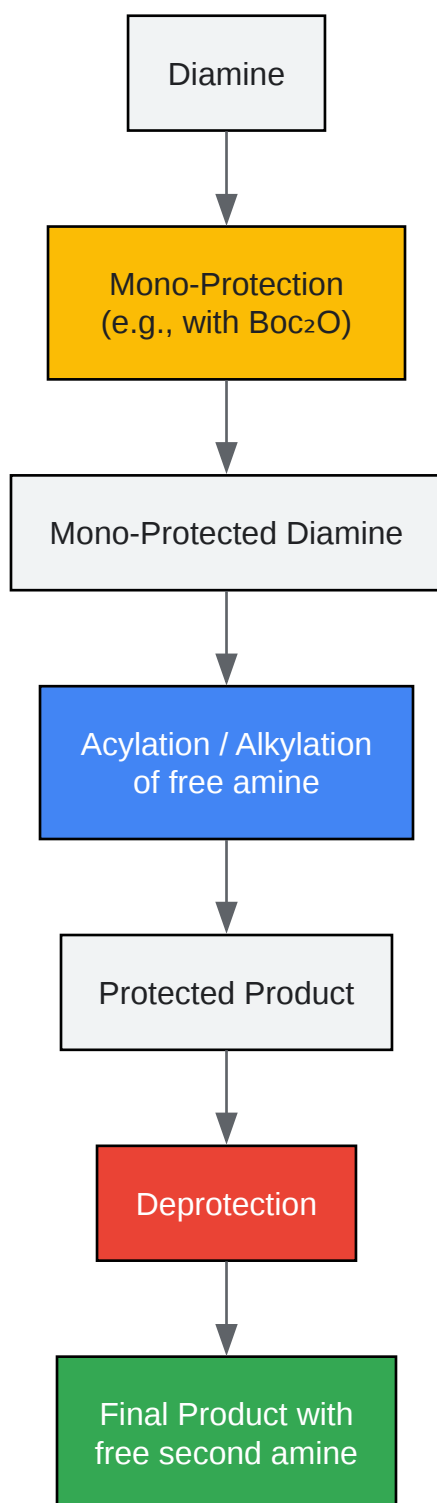 Diamine
Mono-Protection
(e.g., with Boc₂O)
Mono-Protected Diamine
Acylation / Alkylation
of free amine
Protected Product
Deprotection
Final Product with
free second amine